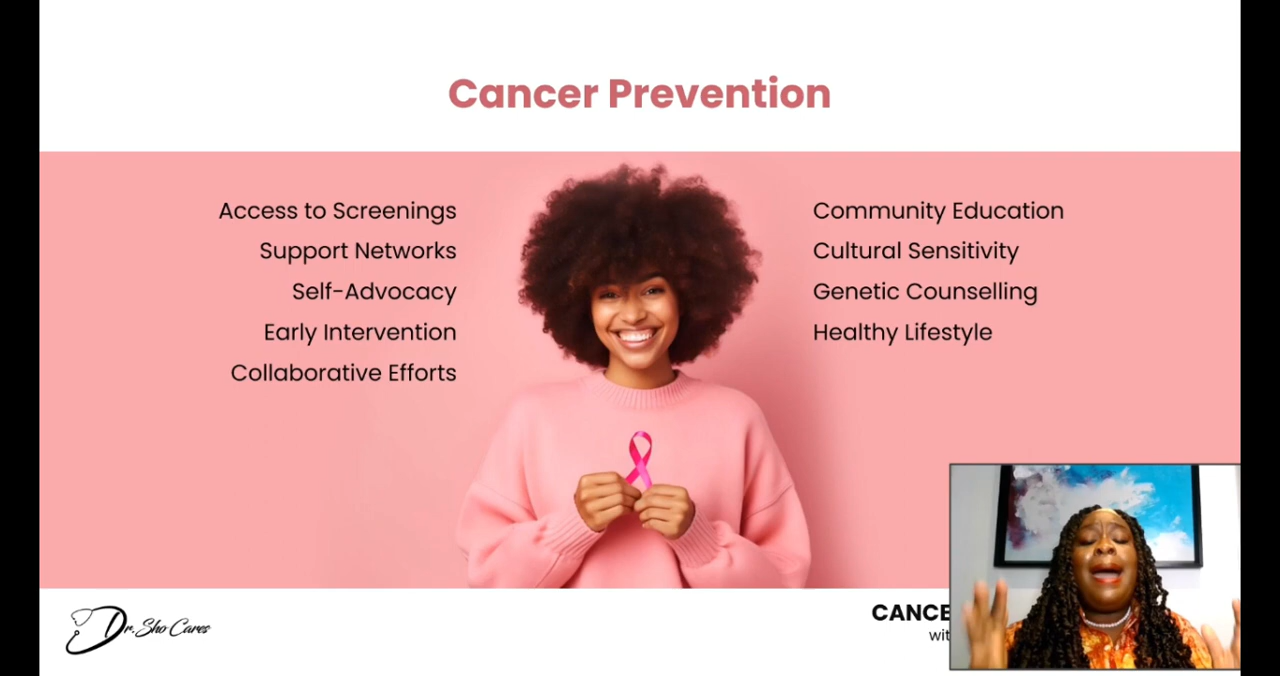 Cancer Prevention
Access to Screenings
Support Networks
Self-Advocacy
Early Intervention
Collaborative Efforts
Community Education
Cultural Sensitivity
Genetic Counselling
Healthy Lifestyle
Dr. Sho Cares